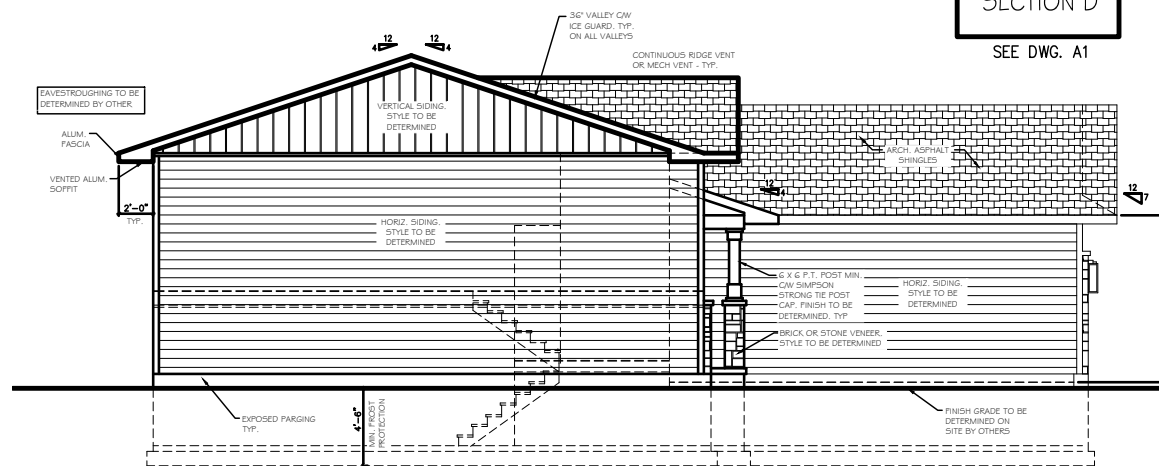 SECTION D
SEE DWG. A1
36" VALLEY C/W
ICE GUARD. TYP.
ON ALL VALLEYS
12
4
12
4
CONTINUOUS RIDGE VENT
OR MECH VENT - TYP.
EAVESTROUGHING TO BE
DETERMINED BY OTHER
VERTICAL SIDING.
STYLE TO BE
DETERMINED
ALUM.
FASCIA
ARCH. ASPHALT
SHINGLES
VENTED ALUM.
SOFFIT
12
4
12
7
2'-0"
TYP.
HORIZ. SIDING.
STYLE TO BE
DETERMINED
6 X 6 P.T. POST MIN.
C/W SIMPSON
STRONG TIE POST
CAP. FINISH TO BE
DETERMINED. TYP
HORIZ. SIDING.
STYLE TO BE
DETERMINED
BRICK OR STONE VENEER.
STYLE TO BE DETERMINED
EXPOSED PARGING
TYP.
4'-6"
MIN. FROST
PROTECTION
FINISH GRADE TO BE
DETERMINED ON
SITE BY OTHERS